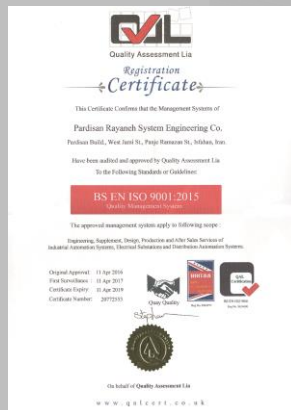 QAL
Quality Assessment Lia
Registration
Certificate
This Certificate Confirms that the Management Systems of
Pardisan Rayaneh System Engineering Co.
Pardisan Build., West Jami St., Panje Ramazan St., Isfahan, Iran
Have been audited and approved by Quality Assessment Lia
To the Following Standards or Guidelines:
BS EN ISO 9001:2015
Quality Management System
The approved management system apply to following scope :
Engineering, Supplement, Design, Production and After Sales Services of
Industrial Automation Systems, Electrical Substations and Distribution Automation Systems.
Original Approval: 11 Apr 2016
First Surveillance : 11 Apr 2017
Certificate Expiry: 11 Apr 2019
Certificate Number: 20772533
Quay Quality
On behalf of Quality Assessment Lia
www.qalcert.co.uk